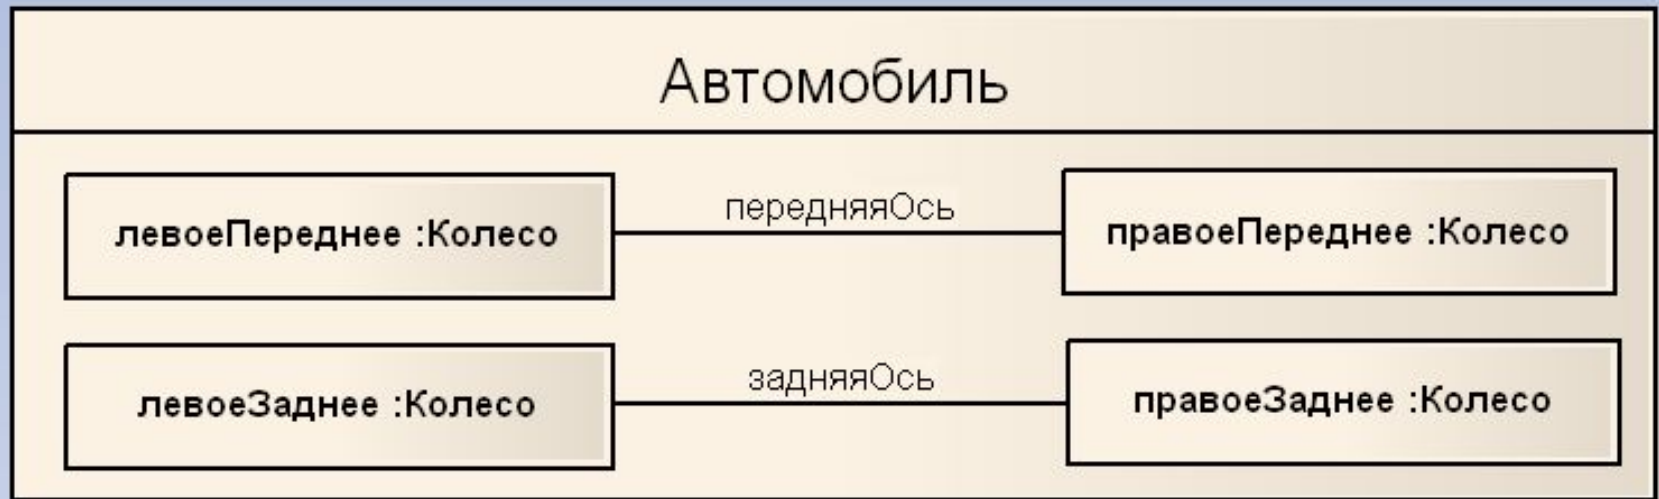 Автомобиль
левоеПереднее :Колесо
передняяОсь
правоеПереднее :Колесо
левоеЗаднее :Колесо
задняяОсь
правоеЗаднее :Колесо